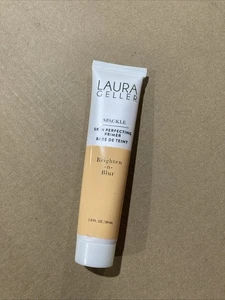 LAURA
GELLER
SPACKLE
SKIN PERFECTING
PRIMER
BASE DE TEINT
Brighten
-n-
Blur